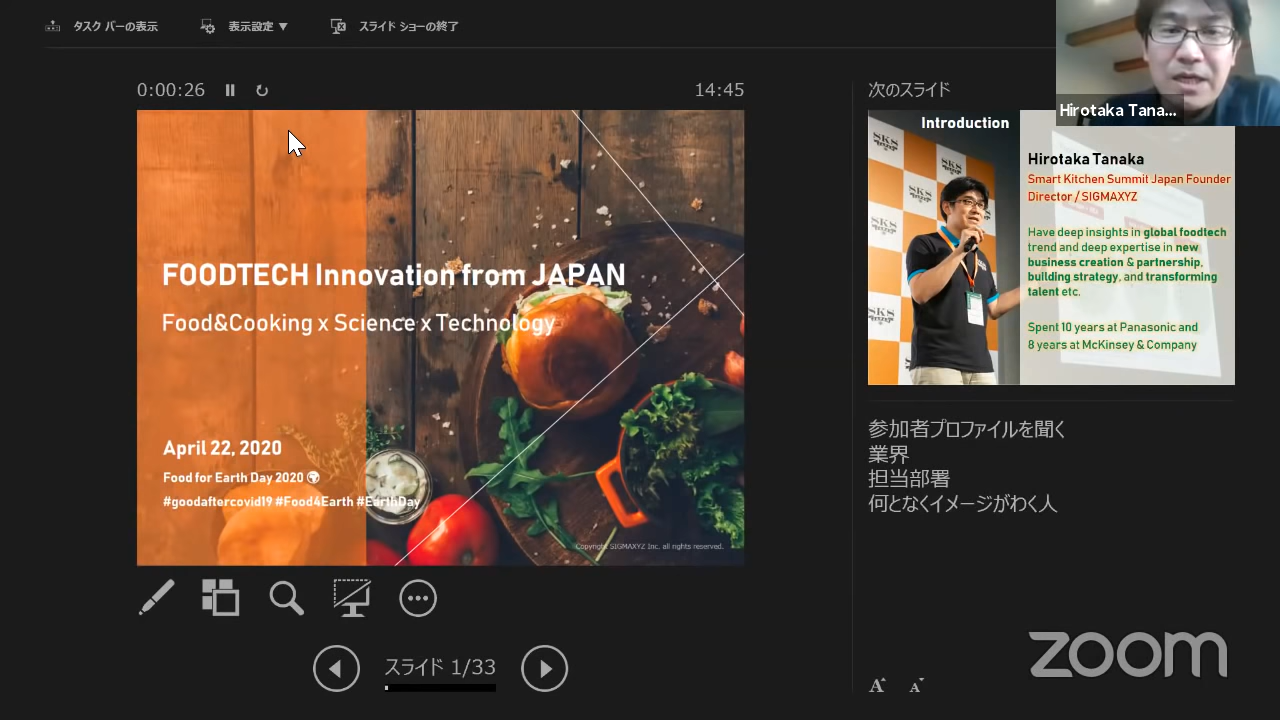 タスク バーの表示
表示設定 ▼
スライド ショーの終了
0:00:26
14:45
FOODTECH Innovation from JAPAN
Food&Cooking x Science x Technology
April 22, 2020
Food for Earth Day 2020
#goodaftercovid19 #Food4Earth #EarthDay
Copyright SIGMAXYZ Inc. all rights reserved.
スライド 1/33
次のスライド
Hirotaka Tana...
Introduction
SKS
SKS
SKS
SKS
Hirotaka Tanaka
Smart Kitchen Summit Japan Founder
Director / SIGMAXYZ
Have deep insights in global foodtech
trend and deep expertise in new
business creation & partnership,
building strategy, and transforming
talent etc.
Spent 10 years at Panasonic and
8 years at McKinsey & Company
参加者プロファイルを聞く
業界
担当部署
何となくイメージがわく人
A A
zoom